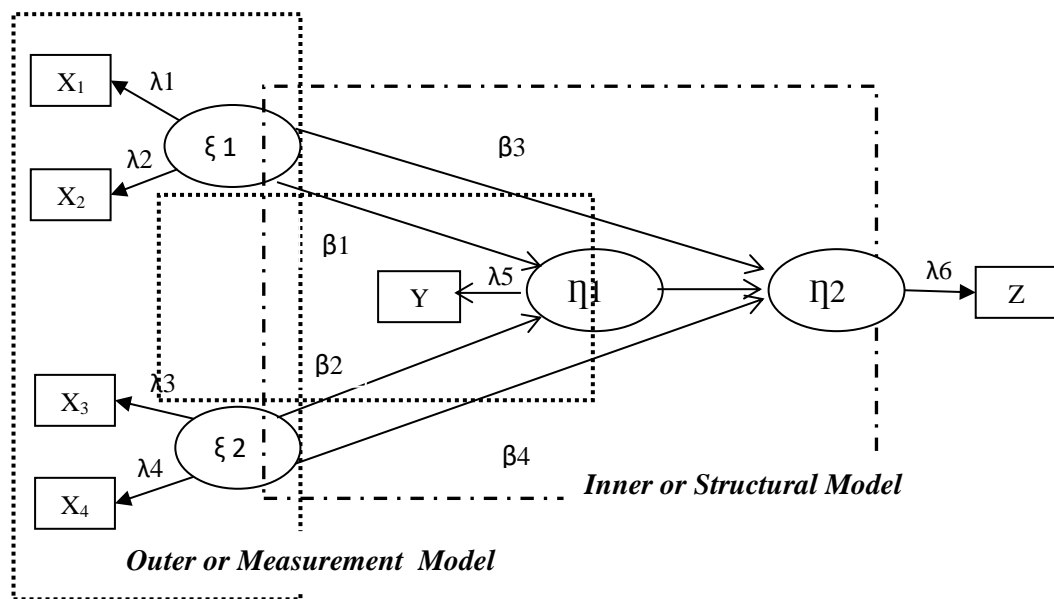 X₁
λ1
ξ 1
β3
λ2
X₂
β1
λ5
Y
η1
η2
λ6
Z
β2
λ3
X₃
ξ 2
λ4
β4
X₄
Inner or Structural Model
Outer or Measurement Model